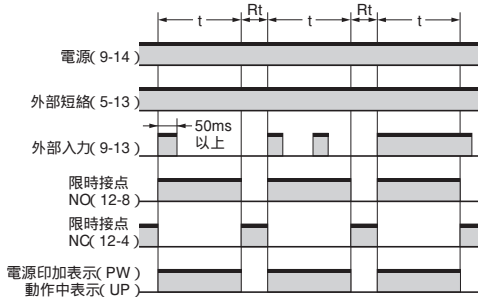 t Rt t Rt t
電源( 9-14 )
外部短絡( 5-13 )
50ms
以上
外部入力( 9-13 )
限時接点
NO( 12-8 )
限時接点
NC( 12-4 )
電源印加表示( PW )
動作中表示( UP )